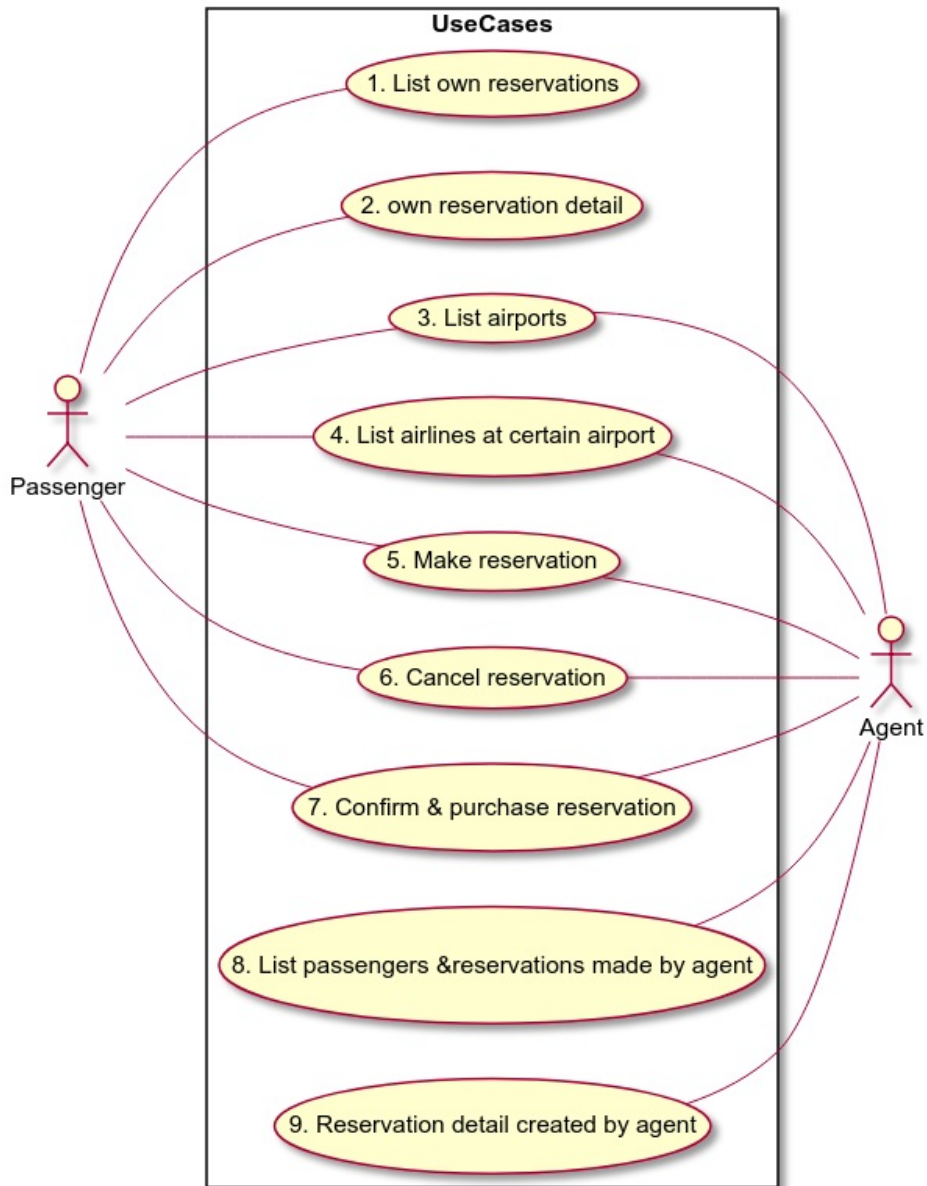 UseCases
1. List own reservations
2. own reservation detail
3. List airports
4. List airlines at certain airport
Passenger
5. Make reservation
6. Cancel reservation
Agent
7. Confirm & purchase reservation
8. List passengers &reservations made by agent
9. Reservation detail created by agent